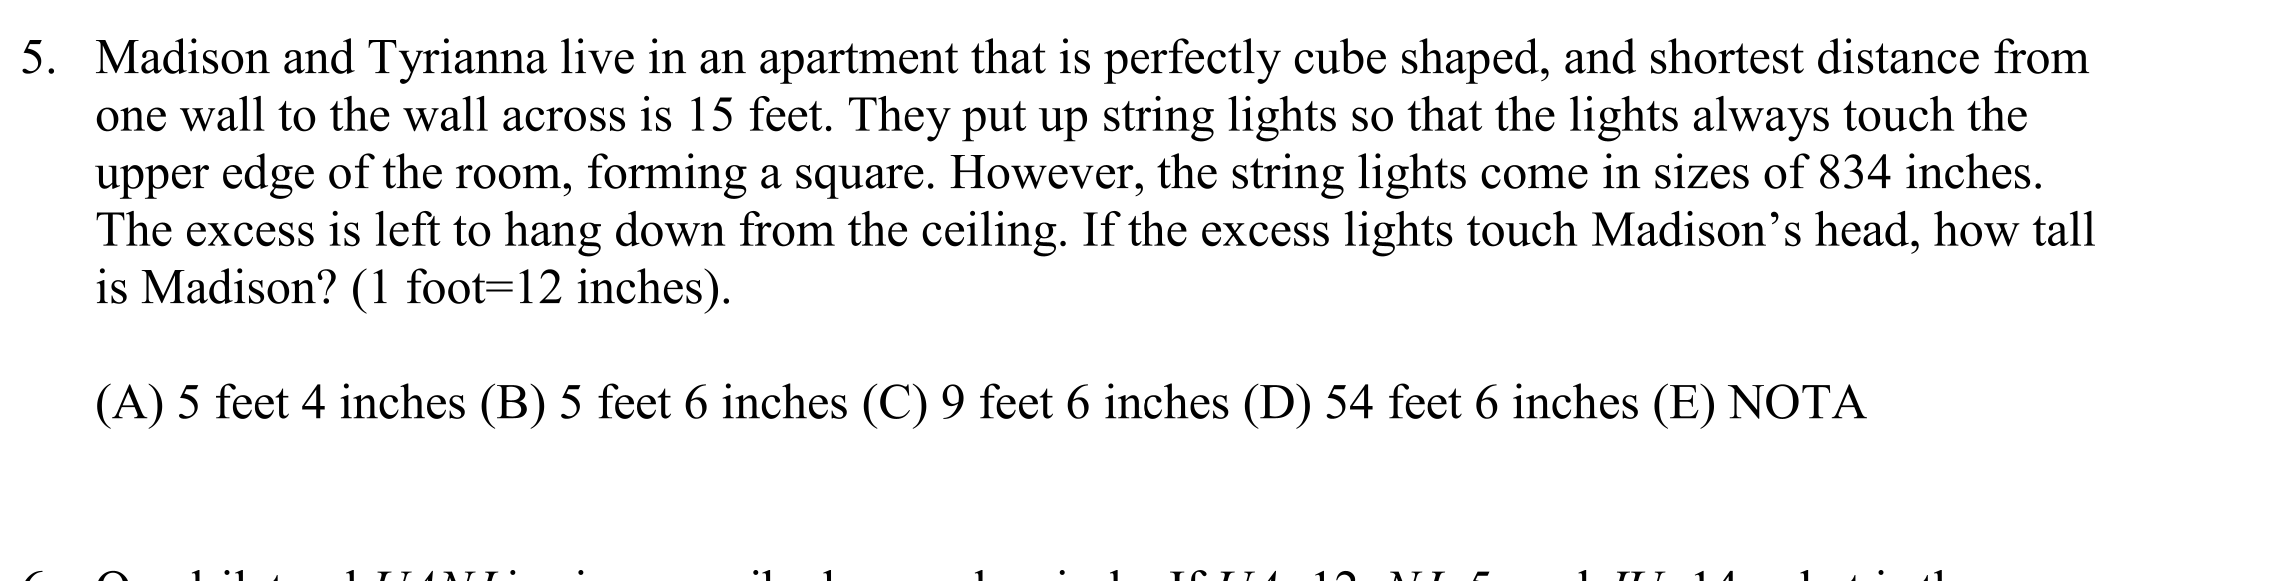 5. Madison and Tyrianna live in an apartment that is perfectly cube shaped, and shortest distance from
one wall to the wall across is 15 feet. They put up string lights so that the lights always touch the
upper edge of the room, forming a square. However, the string lights come in sizes of 834 inches.
The excess is left to hang down from the ceiling. If the excess lights touch Madison’s head, how tall
is Madison? (1 foot=12 inches).
(A) 5 feet 4 inches (B) 5 feet 6 inches (C) 9 feet 6 inches (D) 54 feet 6 inches (E) NOTA